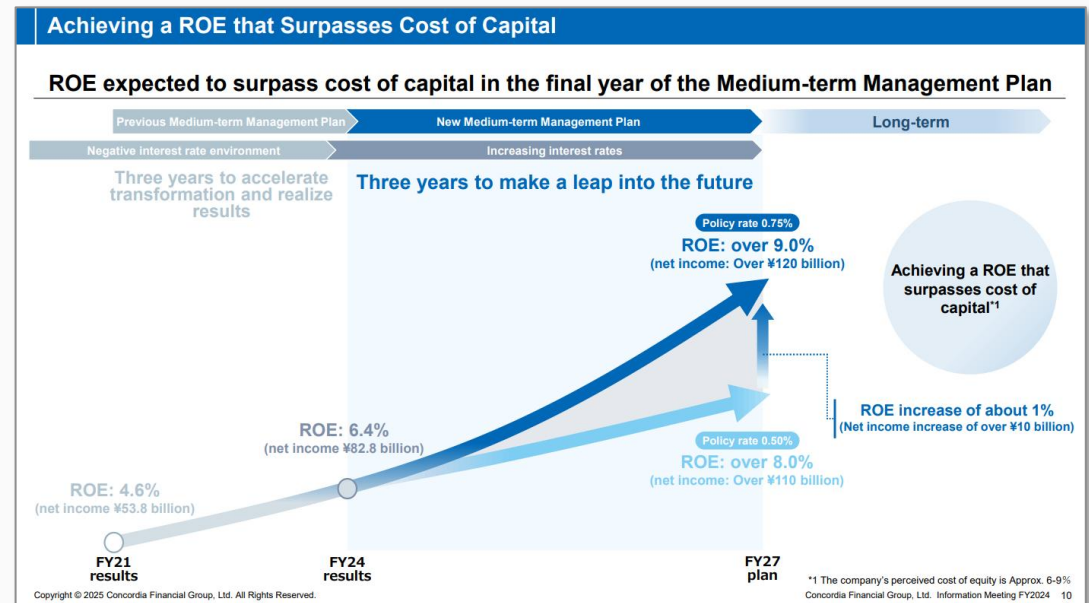 Achieving a ROE that Surpasses Cost of Capital
ROE expected to surpass cost of capital in the final year of the Medium-term Management Plan
Previous Medium-term Management Plan
New Medium-term Management Plan
Long-term
Negative interest rate environment
Increasing interest rates
Three years to accelerate
transformation and realize
results
Three years to make a leap into the future
Policy rate 0.75%
ROE: over 9.0%
(net income: Over ¥120 billion)
Achieving a ROE that
surpasses cost of
capital*1
ROE increase of about 1%
(Net income increase of over ¥10 billion)
ROE: 6.4%
(net income ¥82.8 billion)
Policy rate 0.50%
ROE: over 8.0%
(net income: Over ¥110 billion)
ROE: 4.6%
(net income ¥53.8 billion)
FY21
results
FY24
results
FY27
plan
*1 The company's perceived cost of equity is Approx. 6-9%
Copyright © 2025 Concordia Financial Group, Ltd. All Rights Reserved.
Concordia Financial Group, Ltd. Information Meeting FY2024 10